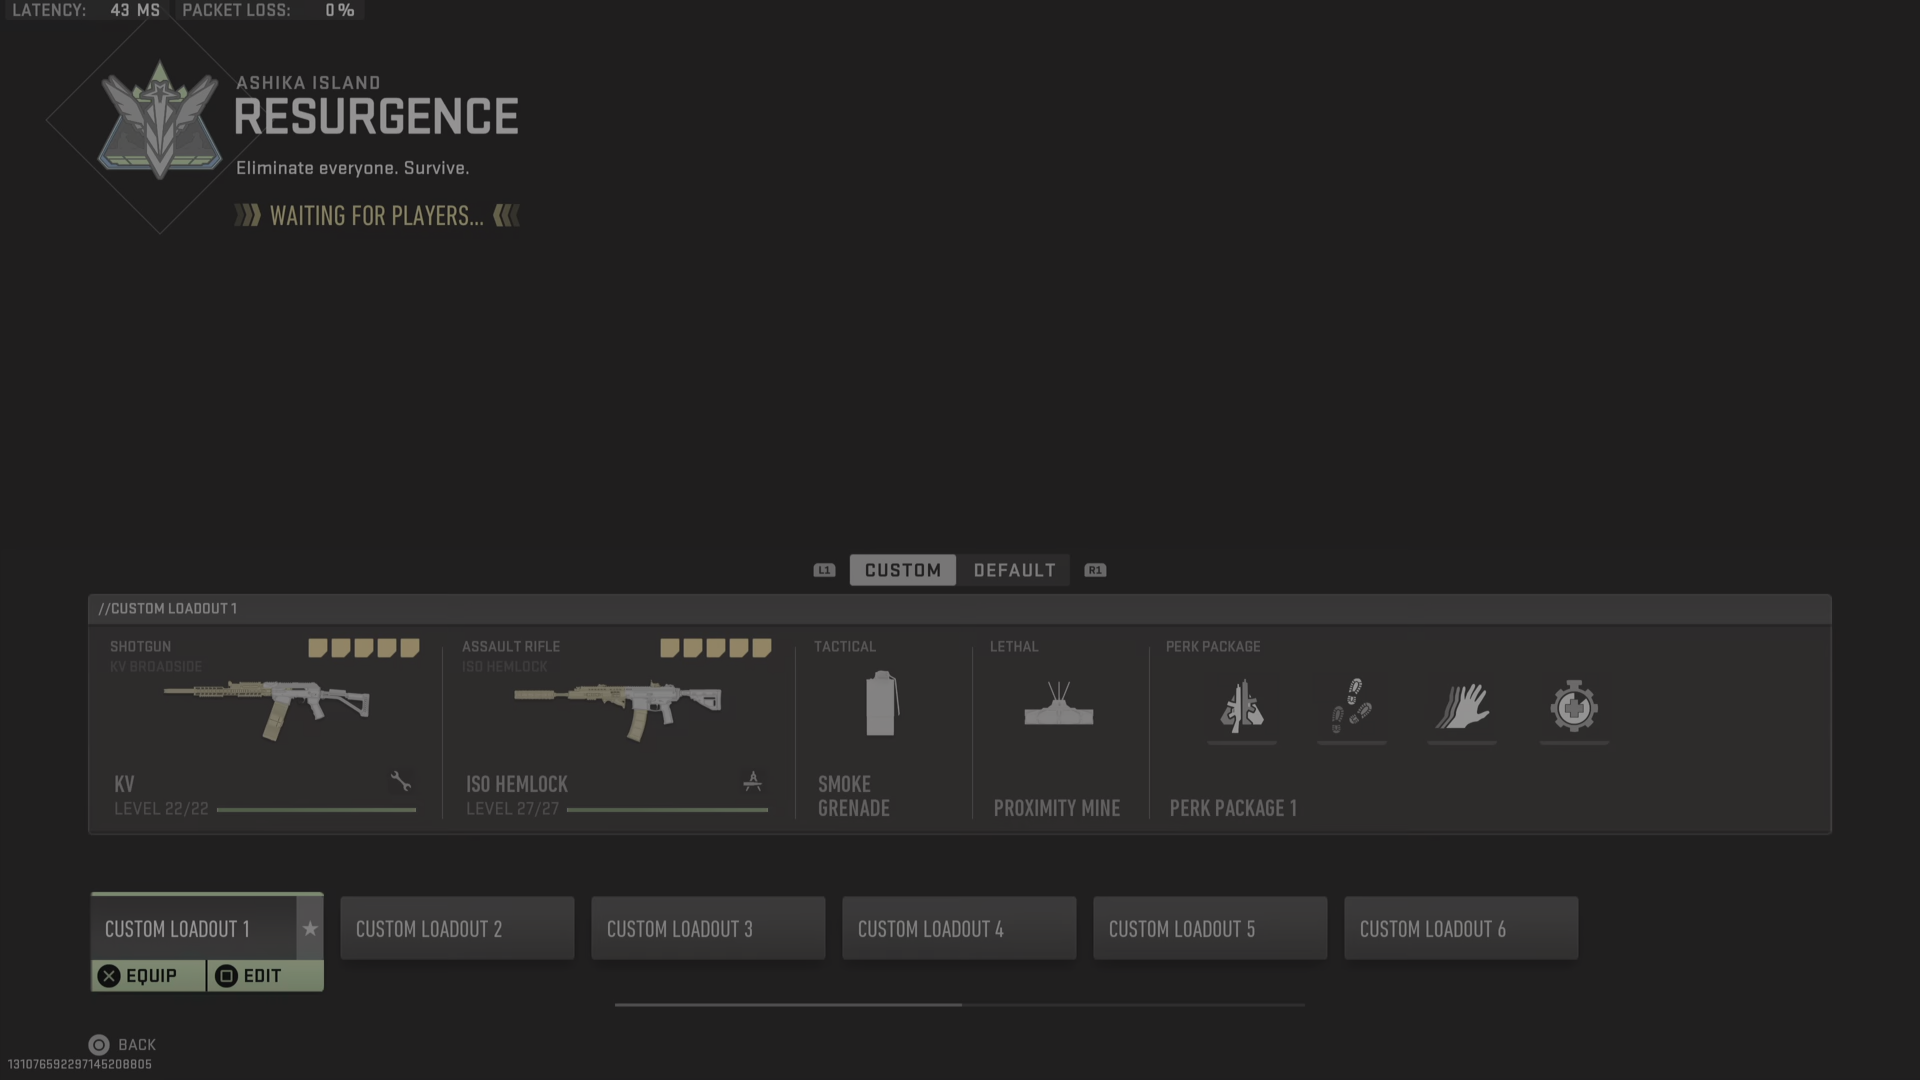 LATENCY: 43 MS PACKET LOSS: 0%
ASHIKA ISLAND
RESURGENCE
Eliminate everyone. Survive.
WAITING FOR PLAYERS...
L1 CUSTOM DEFAULT R1
//CUSTOM LOADOUT 1
SHOTGUN
KV BROADSIDE
KV
LEVEL 22/22
ASSAULT RIFLE
ISO HEMLOCK
ISO HEMLOCK
LEVEL 27/27
TACTICAL
SMOKE
GRENADE
LETHAL
PROXIMITY MINE
PERK PACKAGE
PERK PACKAGE 1
CUSTOM LOADOUT 1
EQUIP EDIT
CUSTOM LOADOUT 2
CUSTOM LOADOUT 3
CUSTOM LOADOUT 4
CUSTOM LOADOUT 5
CUSTOM LOADOUT 6
BACK
131076592297145208805